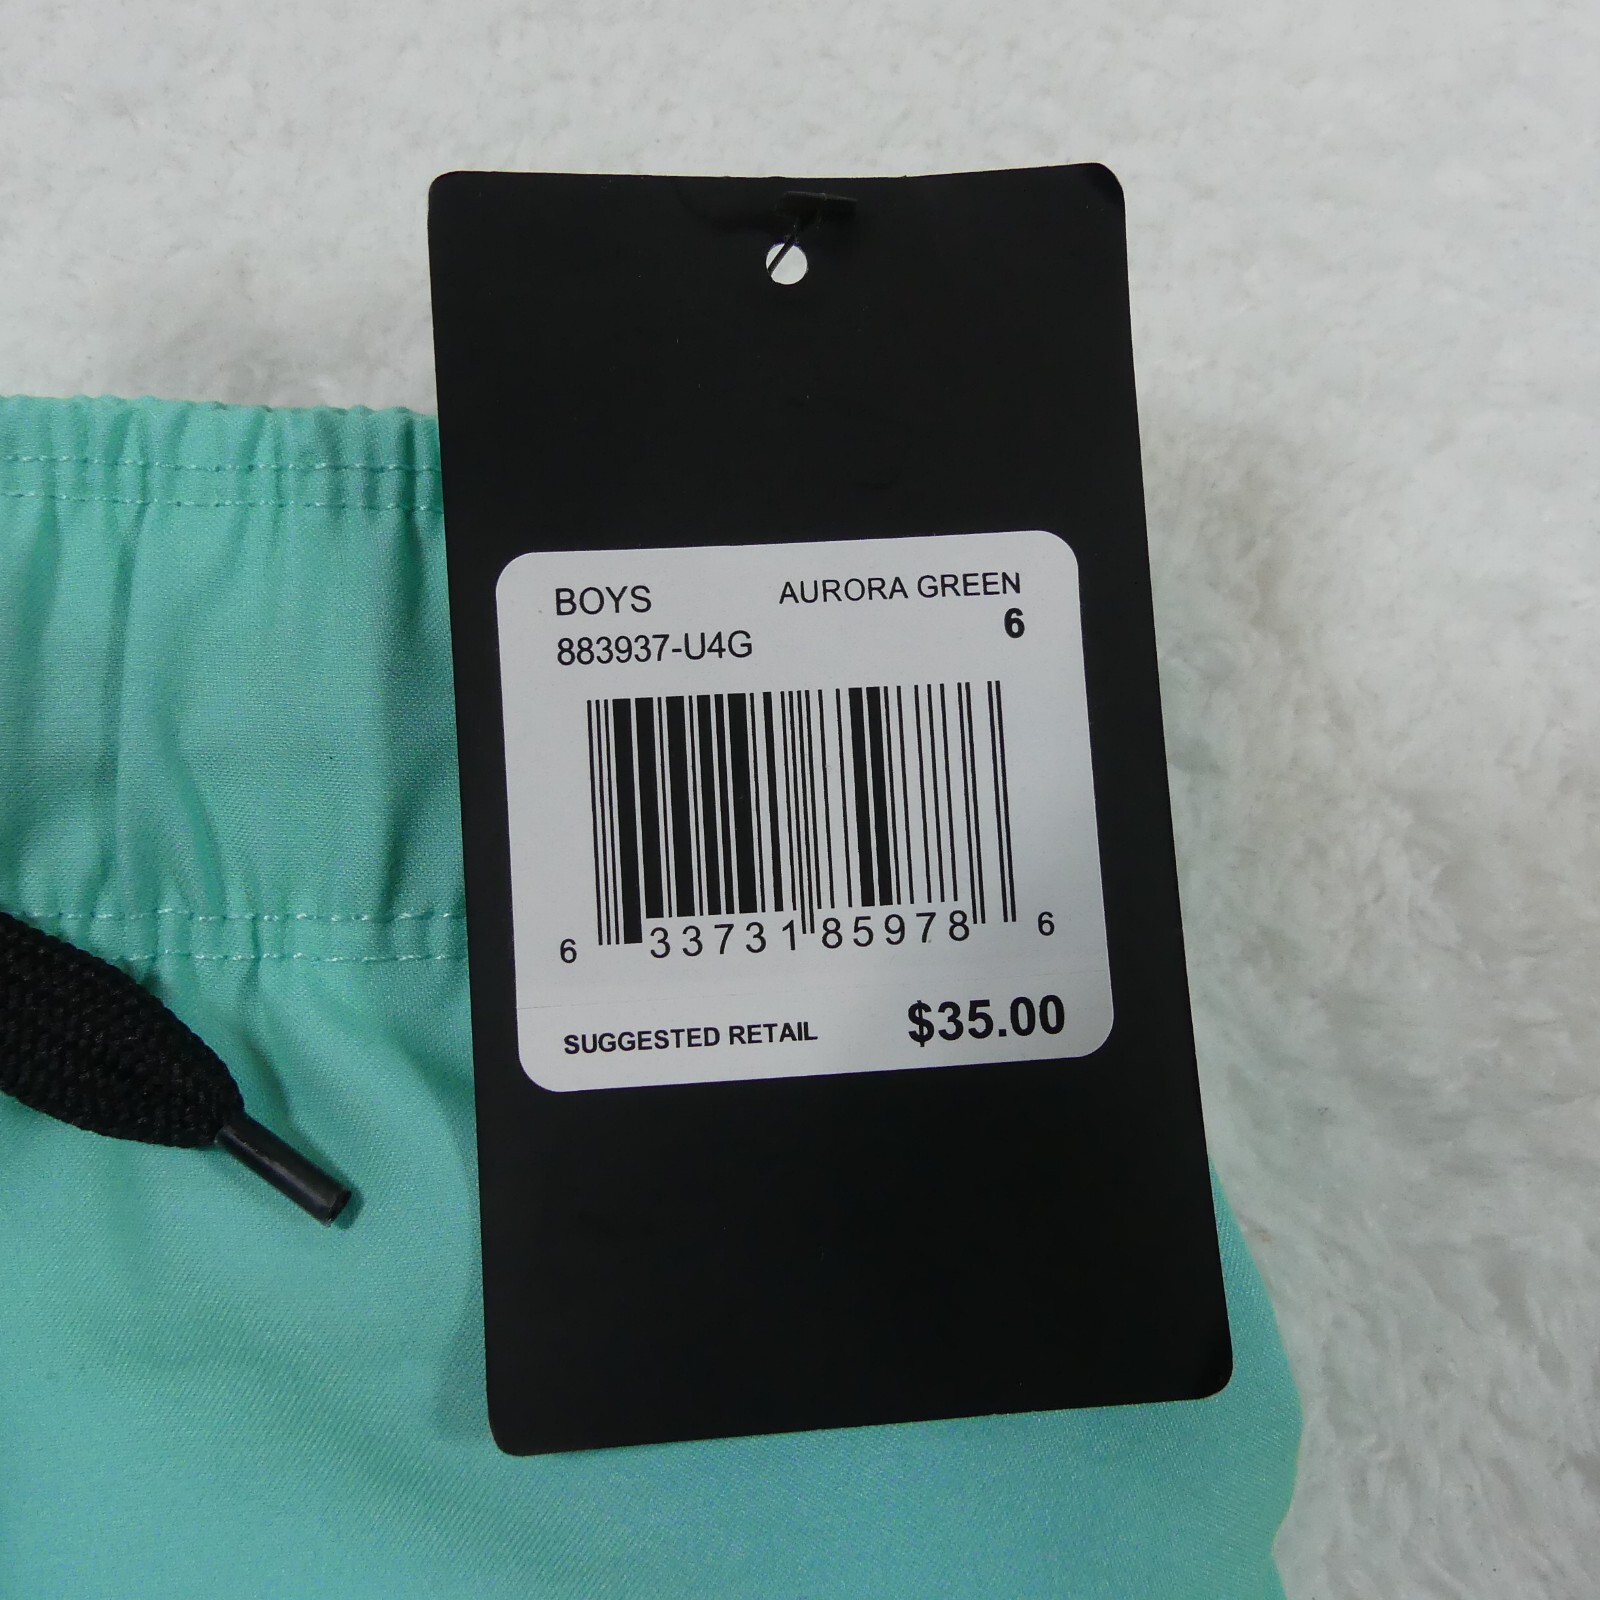 BOYS AURORA GREEN
883937-U4G 6
6 33731 85978 6
SUGGESTED RETAIL $35.00